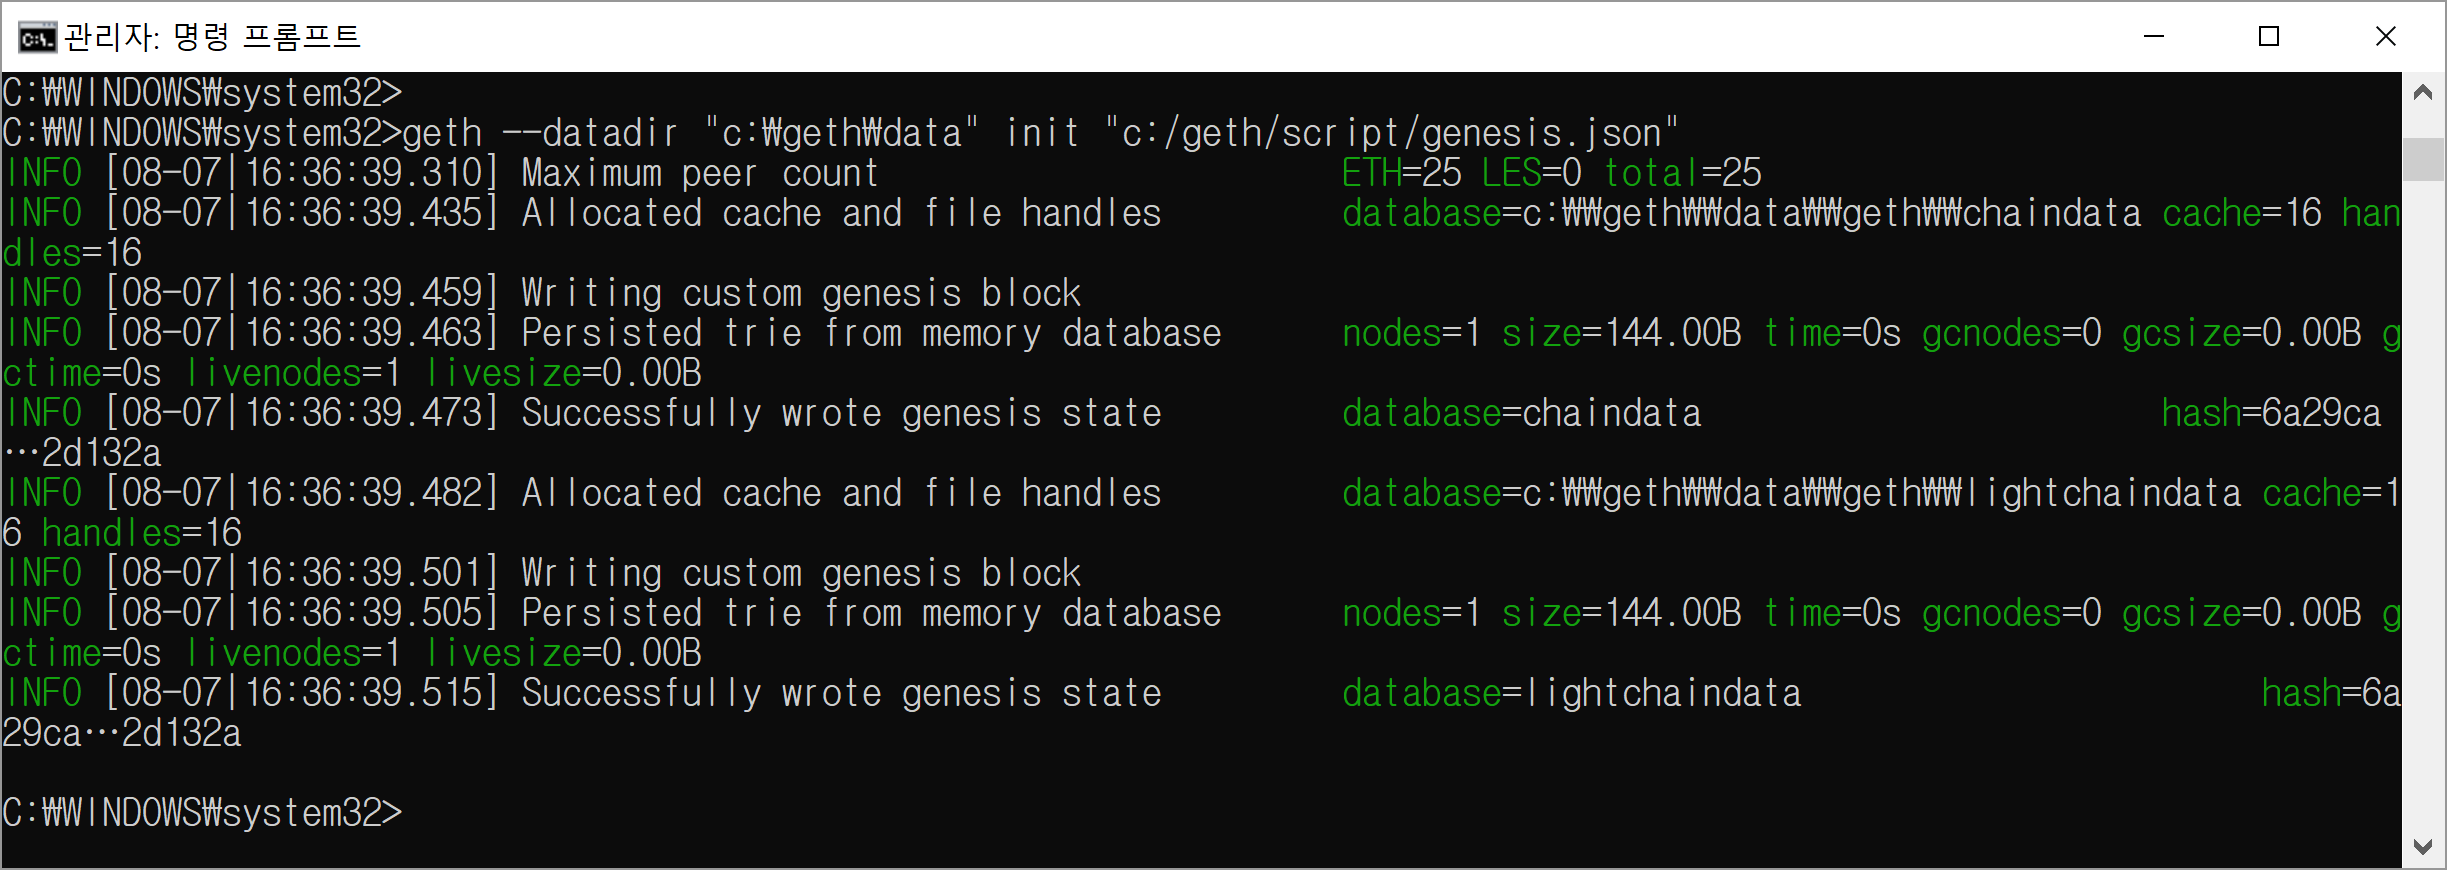 관리자: 명령 프롬프트
C:₩WINDOWS₩system32>
C:₩WINDOWS₩system32>geth --datadir "c:₩geth₩data" init "c:/geth/script/genesis.json"
INFO [08-07|16:36:39.310] Maximum peer count                       ETH=25 LES=0 total=25
INFO [08-07|16:36:39.435] Allocated cache and file handles         database=c:₩₩geth₩₩data₩₩geth₩₩chaindata cache=16 han
dles=16
INFO [08-07|16:36:39.459] Writing custom genesis block
INFO [08-07|16:36:39.463] Persisted trie from memory database      nodes=1 size=144.00B time=0s gcnodes=0 gcsize=0.00B g
ctime=0s livenodes=1 livesize=0.00B
INFO [08-07|16:36:39.473] Successfully wrote genesis state         database=chaindata                       hash=6a29ca
…2d132a
INFO [08-07|16:36:39.482] Allocated cache and file handles         database=c:₩₩geth₩₩data₩₩geth₩₩lightchaindata cache=1
6 handles=16
INFO [08-07|16:36:39.501] Writing custom genesis block
INFO [08-07|16:36:39.505] Persisted trie from memory database      nodes=1 size=144.00B time=0s gcnodes=0 gcsize=0.00B g
ctime=0s livenodes=1 livesize=0.00B
INFO [08-07|16:36:39.515] Successfully wrote genesis state         database=lightchaindata                       hash=6a
29ca…2d132a
C:₩WINDOWS₩system32>